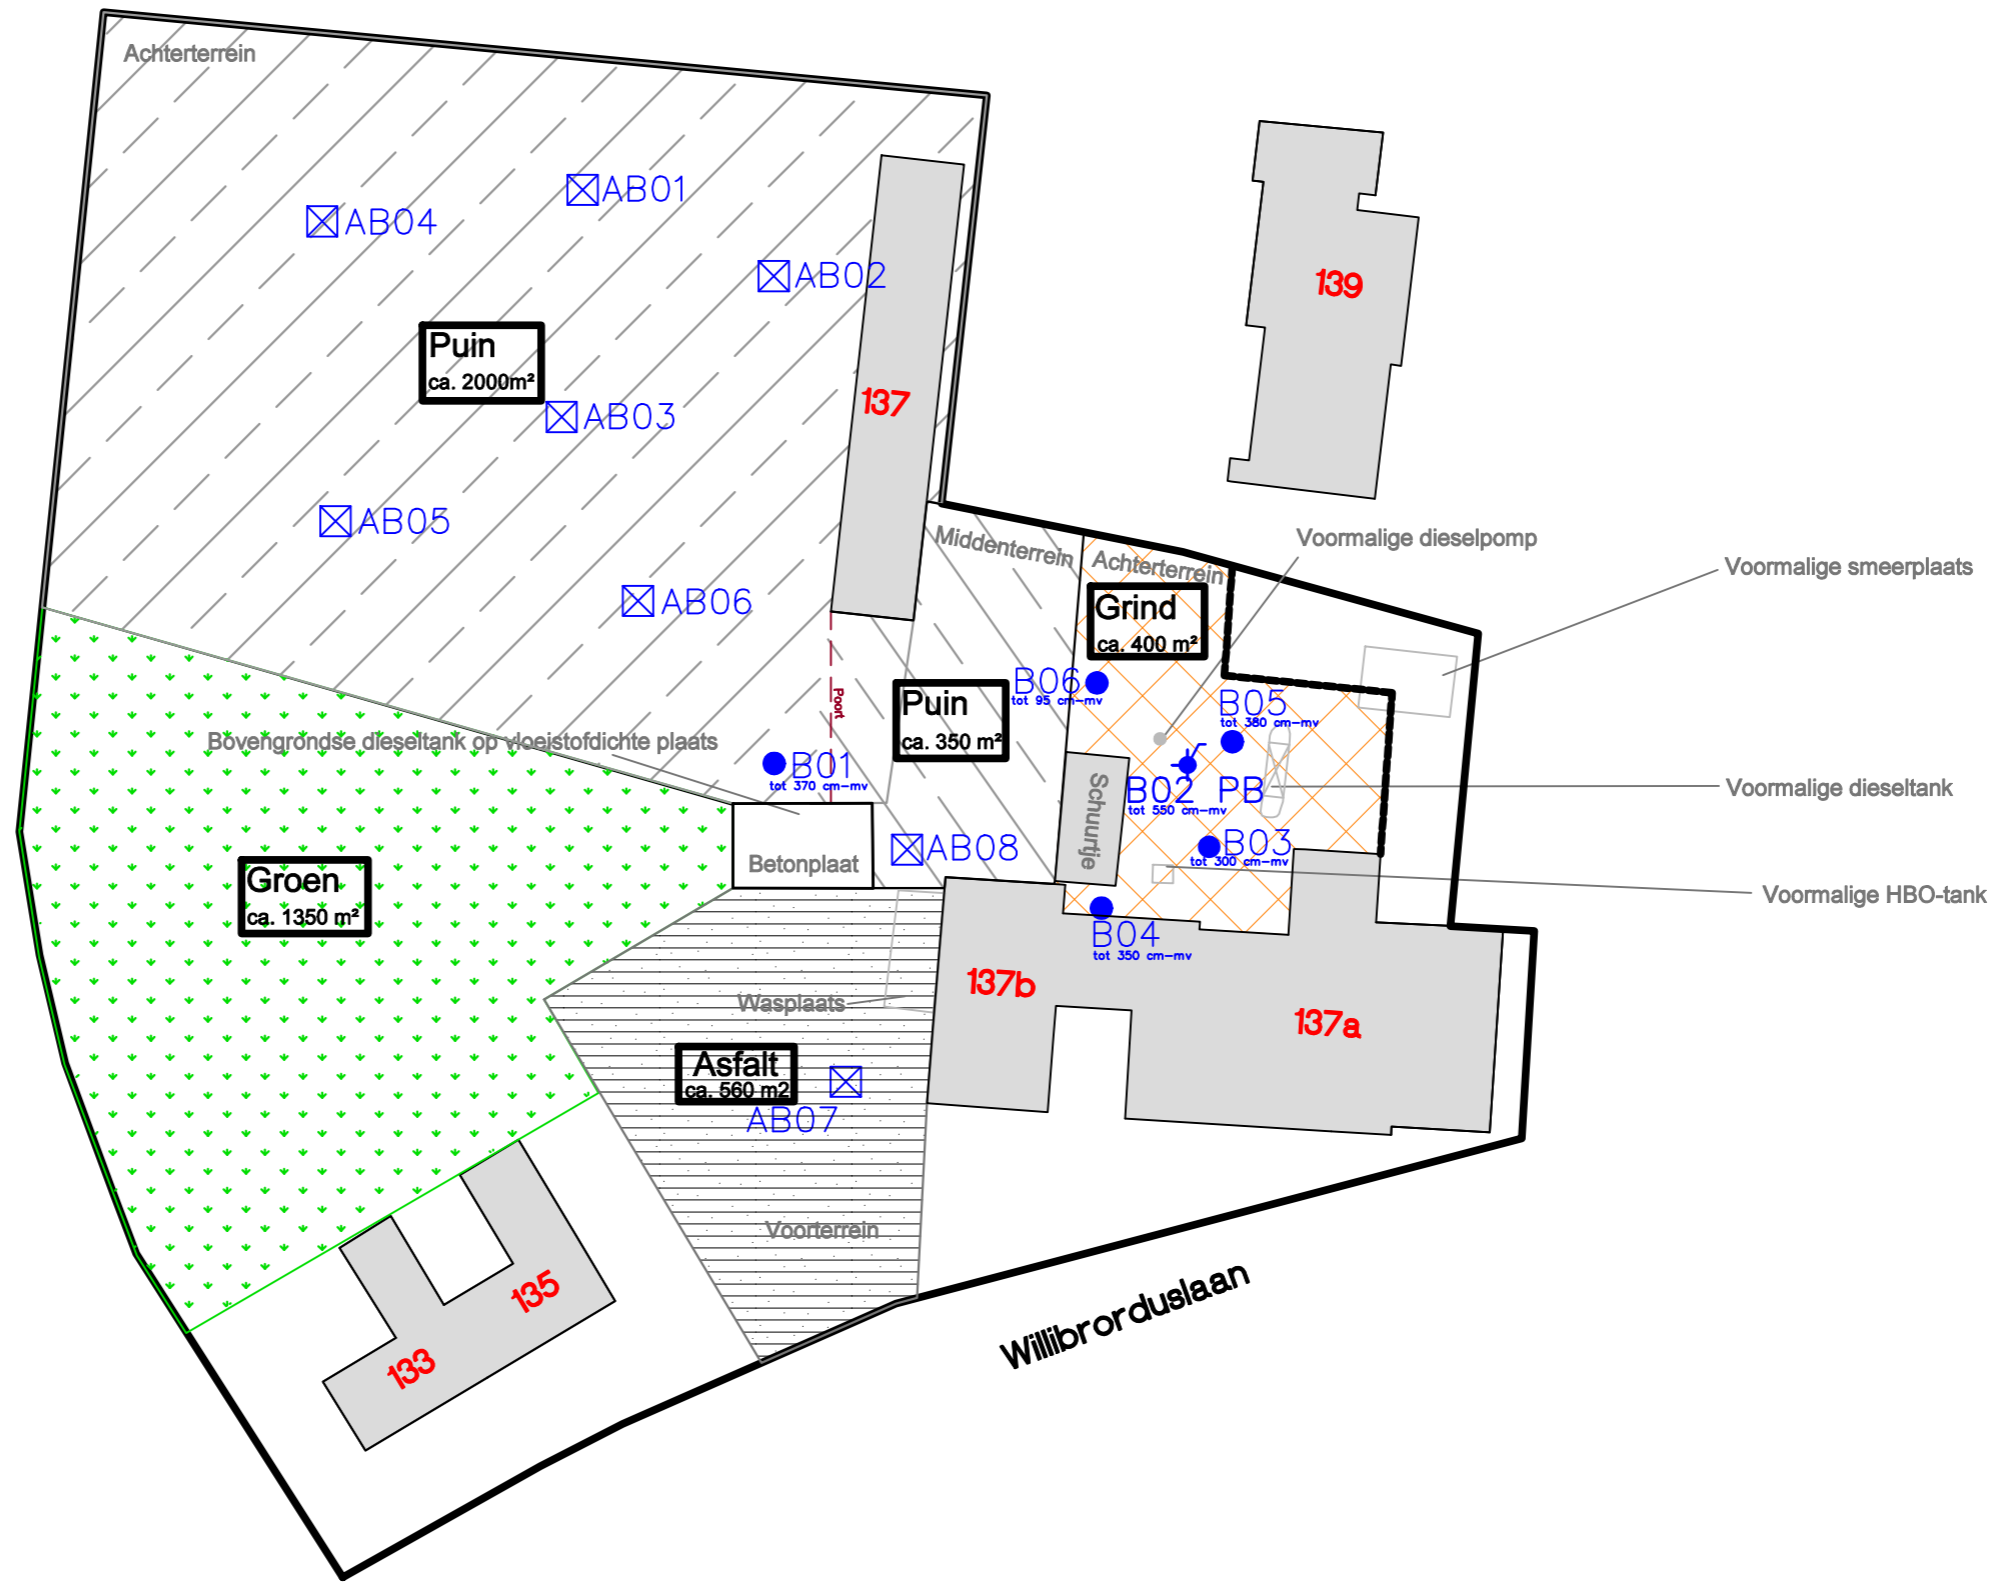 Achterterrein
AB01
AB04
AB02
139
Puin
ca. 2000m²
137
AB03
AB05
Middenterrein
Achterterrein
Voormalige dieselpomp
Voormalige smeerplaats
AB06
Grind
ca. 400 m²
Poort
B06
tot 95 cm-mv
Puin
ca. 350 m²
B05
tot 380 cm-mv
Bovengrondse dieseltank op vloeistofdichte plaats
B01
tot 370 cm-mv
Schuurtje
B02 PB
tot 550 cm-mv
Voormalige dieseltank
Betonplaat
AB08
B03
tot 300 cm-mv
Groen
ca. 1350 m²
Voormalige HBO-tank
B04
tot 350 cm-mv
137b
Wasplaats
137a
Asfalt
ca. 560 m2
AB07
Voorterrein
135
133
Willibrorduslaan